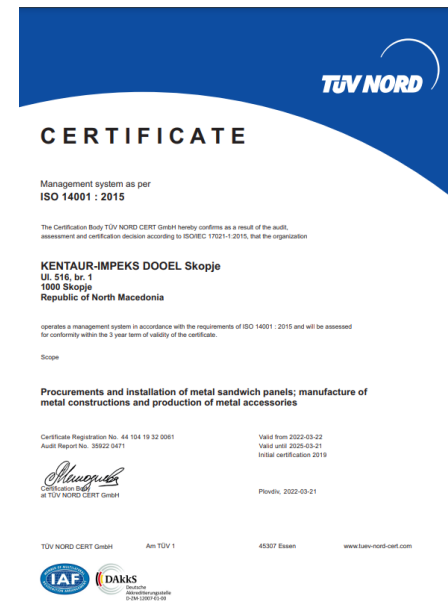 TÜV NORD
CERTIFICATE
Management system as per
ISO 14001 : 2015
The Certification Body TÜV NORD CERT GmbH hereby confirms as a result of the audit,
assessment and certification decision according to ISO/IEC 17021-1:2015, that the organization
KENTAUR-IMPEKS DOOEL Skopje
Ul. 516, br. 1
1000 Skopje
Republic of North Macedonia
operates a management system in accordance with the requirements of ISO 14001 : 2015 and will be assessed
for conformity within the 3 year term of validity of the certificate.
Scope
Procurements and installation of metal sandwich panels; manufacture of
metal constructions and production of metal accessories
Certificate Registration No. 44 104 19 32 0061
Audit Report No. 35922 0471
Valid from 2022-03-22
Valid until 2025-03-21
Initial certification 2019
Certification Body
at TÜV NORD CERT GmbH
Plovdiv, 2022-03-21
TÜV NORD CERT GmbH Am TÜV 1 45307 Essen www.tuev-nord-cert.com
IAF
DAkkS
Deutsche
Akkreditierungsstelle
D-ZM-12007-01-00